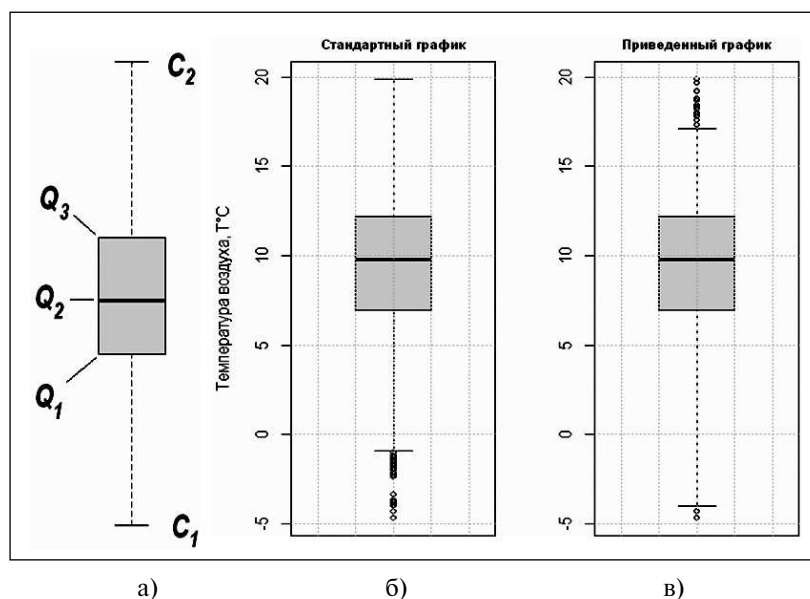 C₂
Q₃
Q₂
Q₁
C₁
Стандартный график
Температура воздуха, T°C
20
15
10
5
0
-5
Приведенный график
20
15
10
5
0
-5
а)
б)
в)